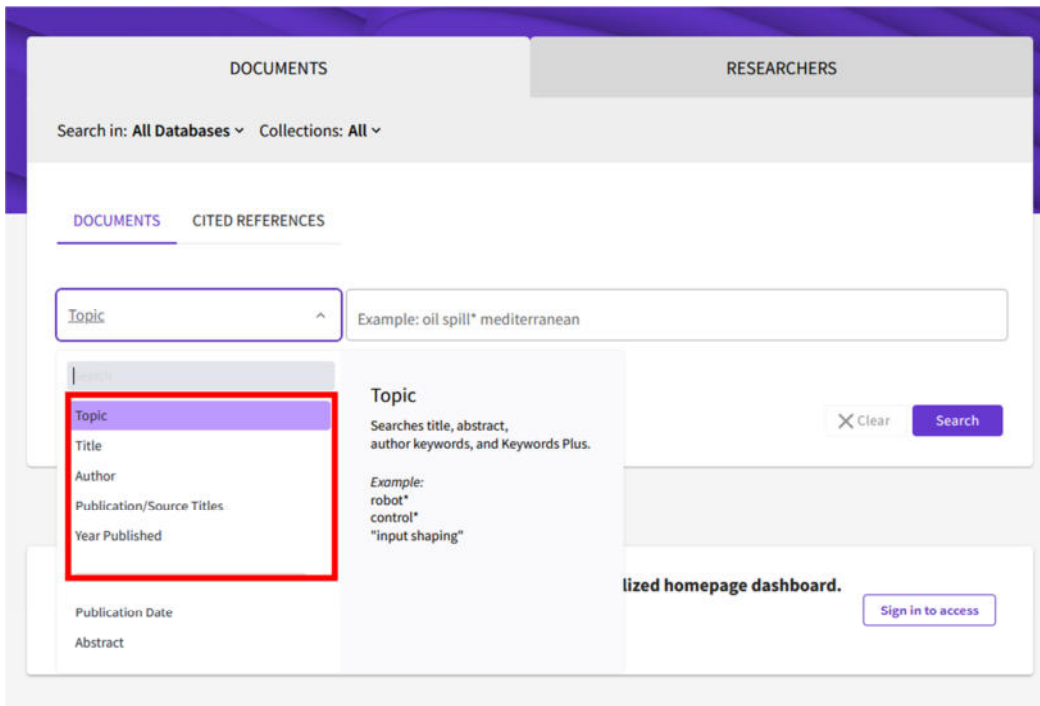 DOCUMENTS
RESEARCHERS
Search in: All Databases Collections: All
DOCUMENTS CITED REFERENCES
Topic
Example: oil spill* mediterranean
Search
Topic
Title
Author
Publication/Source Titles
Year Published
Publication Date
Abstract
Topic
Searches title, abstract,
author keywords, and Keywords Plus.
Example:
robot*
control*
"input shaping"
Clear
Search
lized homepage dashboard.
Sign in to access